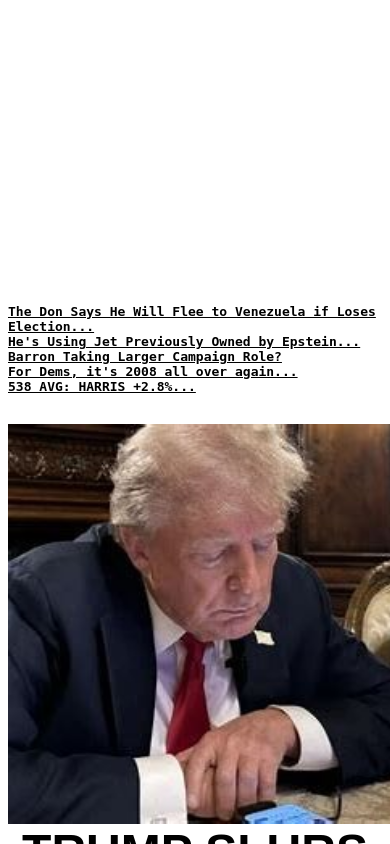 The Don Says He Will Flee to Venezuela if Loses
Election...
He's Using Jet Previously Owned by Epstein...
Barron Taking Larger Campaign Role?
For Dems, it's 2008 all over again...
538 AVG: HARRIS +2.8%...
TRUMP SLURS